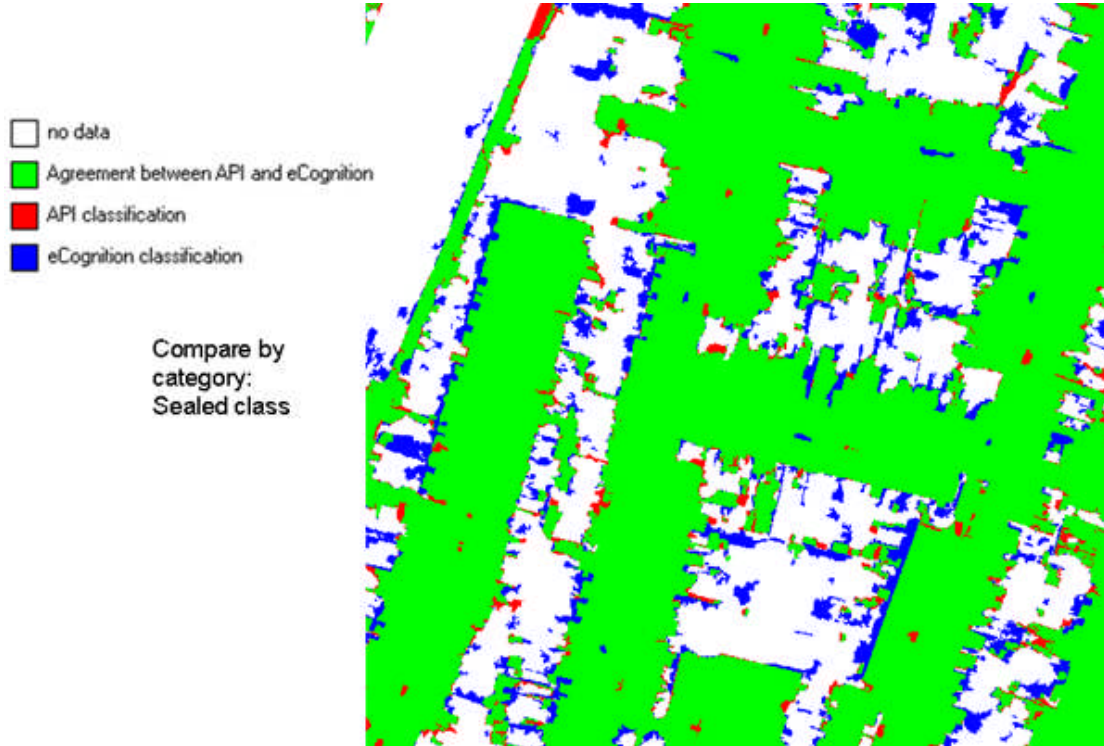 no data
Agreement between API and eCognition
API classification
eCognition classification
Compare by
category:
Sealed class